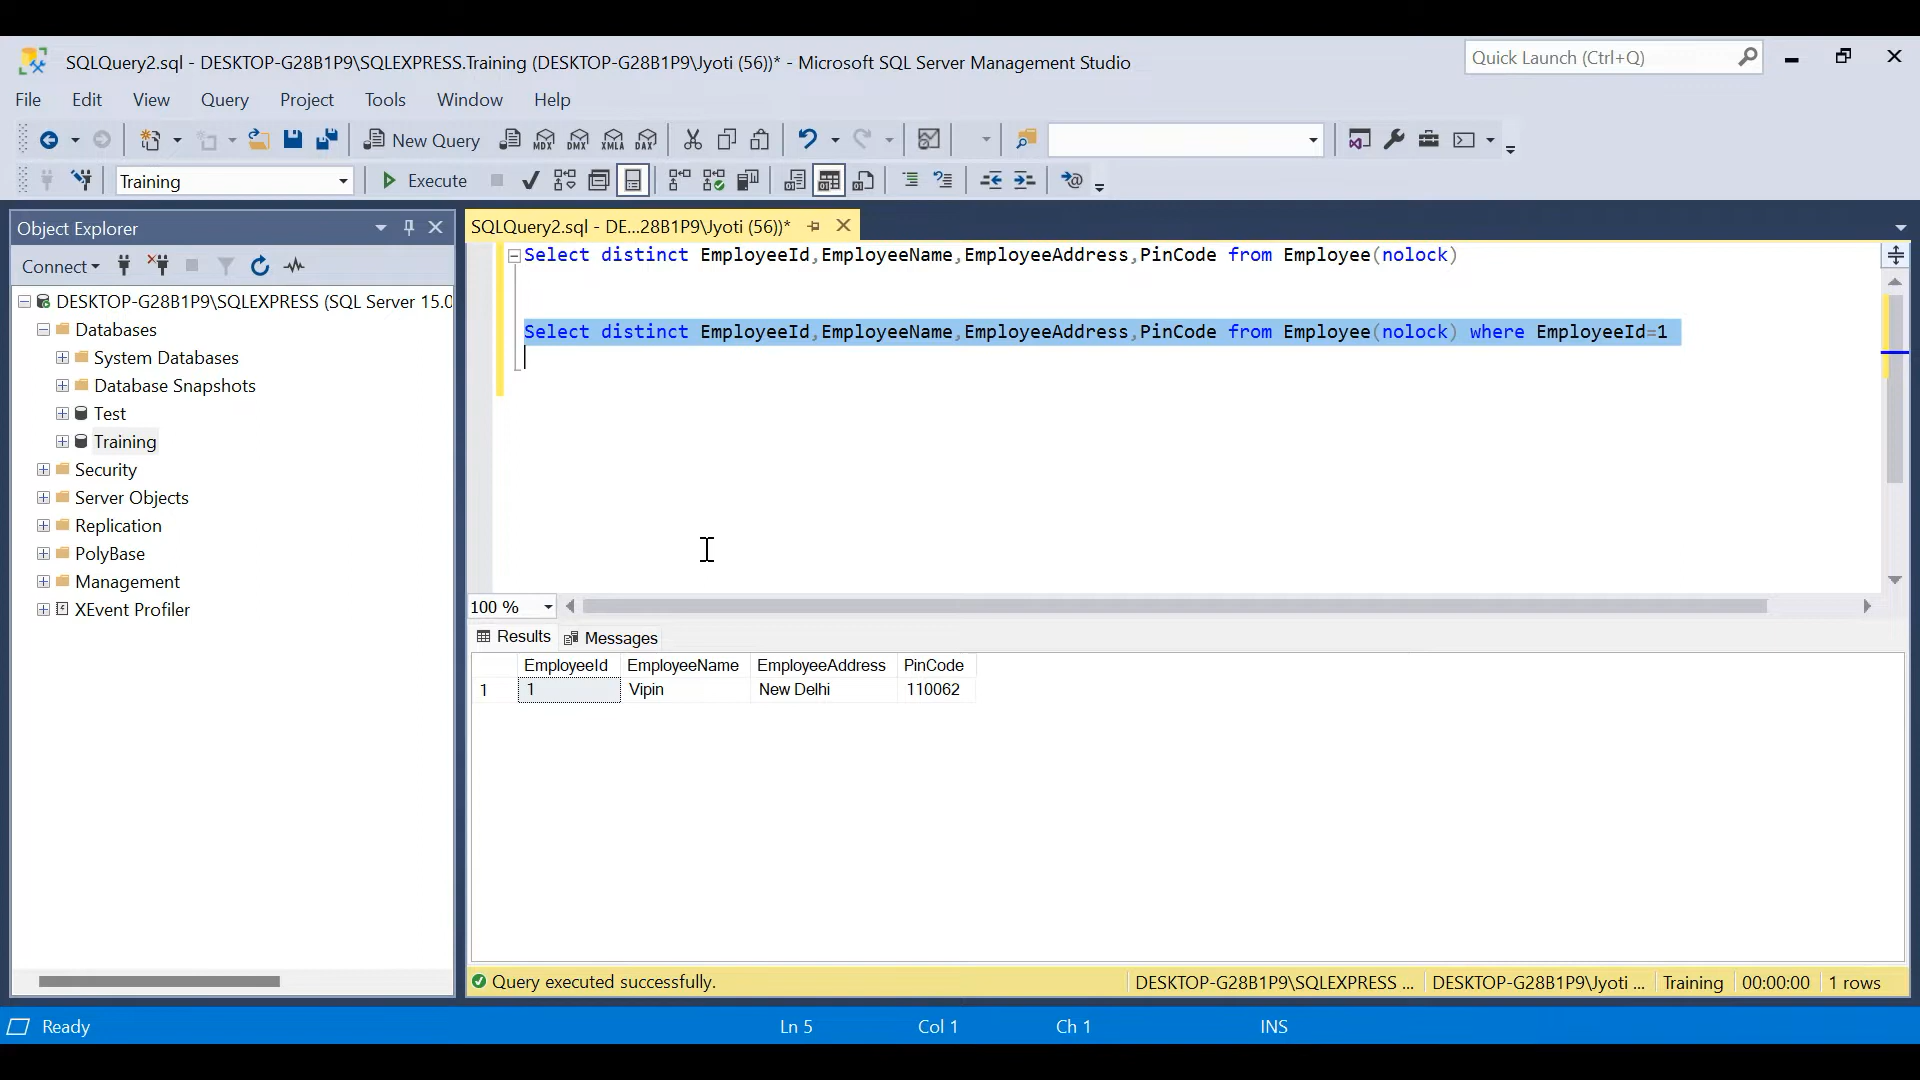 SQLQuery2.sql - DESKTOP-G28B1P9\SQLEXPRESS.Training (DESKTOP-G28B1P9\Jyoti (56))* - Microsoft SQL Server Management Studio
Quick Launch (Ctrl+Q)
File Edit View Query Project Tools Window Help
New Query MDX DMX XMLA DAX
Training Execute
Object Explorer
Connect
DESKTOP-G28B1P9\SQLEXPRESS (SQL Server 15.0
Databases
System Databases
Database Snapshots
Test
Training
Security
Server Objects
Replication
PolyBase
Management
XEvent Profiler
SQLQuery2.sql - DE...28B1P9\Jyoti (56))*
Select distinct EmployeeId,EmployeeName,EmployeeAddress,PinCode from Employee(nolock)
Select distinct EmployeeId,EmployeeName,EmployeeAddress,PinCode from Employee(nolock) where EmployeeId=1
100 %
Results Messages
EmployeeId EmployeeName EmployeeAddress PinCode
1 1 Vipin New Delhi 110062
Query executed successfully. DESKTOP-G28B1P9\SQLEXPRESS ... DESKTOP-G28B1P9\Jyoti ... Training 00:00:00 1 rows
Ready Ln 5 Col 1 Ch 1 INS